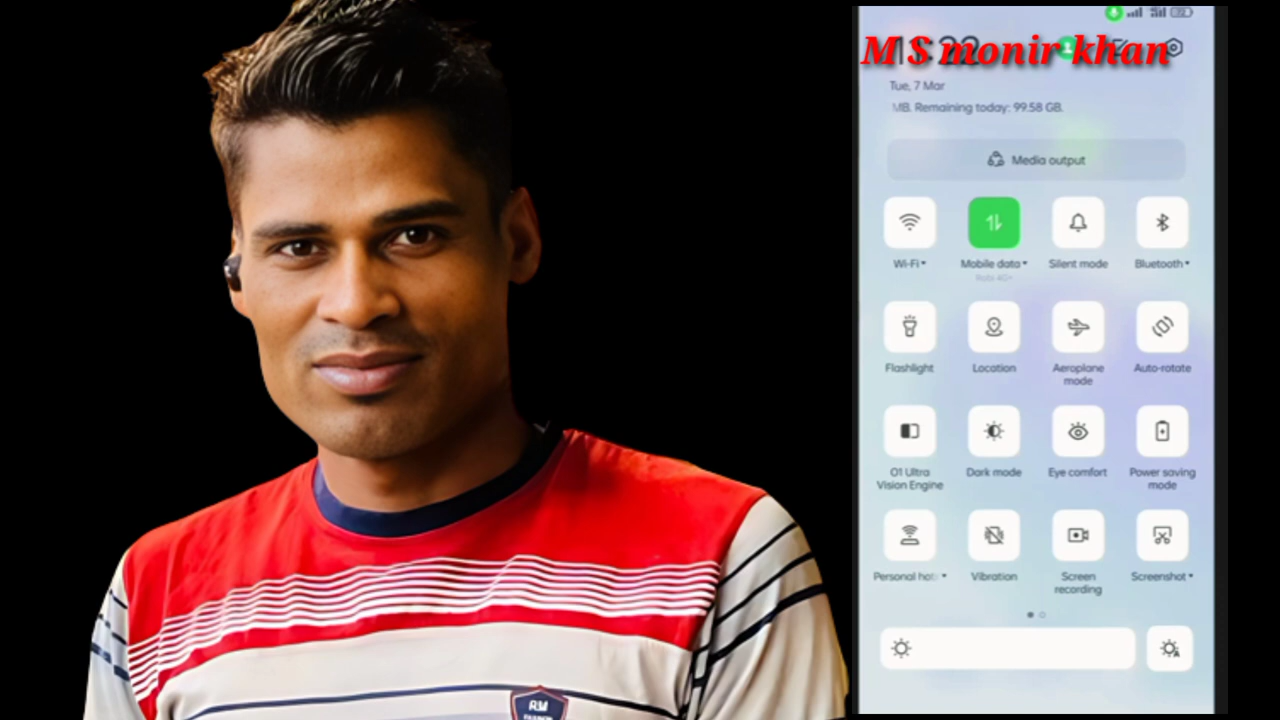 M S monir khan
Tue, 7 Mar
MB. Remaining today: 99.58 GB.
Media output
Wi-Fi
Mobile data
Silent mode
Bluetooth
Robi 4G+
Flashlight
Location
Aeroplane
mode
Auto-rotate
O1 Ultra
Vision Engine
Dark mode
Eye comfort
Power saving
mode
Personal
Vibration
Screen
recording
Screenshot